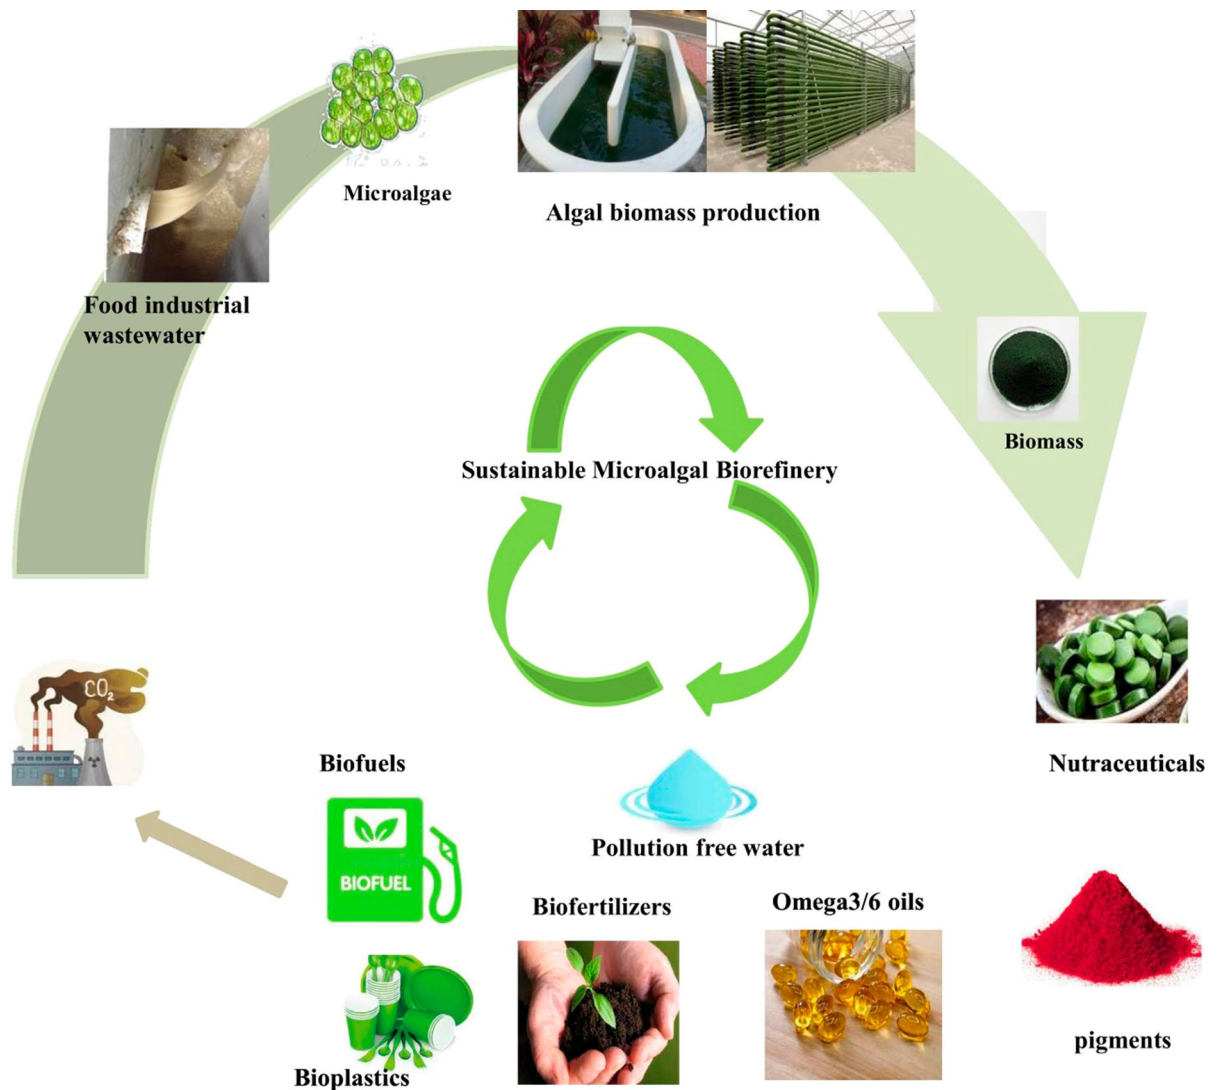 Microalgae
Algal biomass production
Food industrial
wastewater
Biomass
Sustainable Microalgal Biorefinery
CO₂
Biofuels
Nutraceuticals
Pollution free water
BIOFUEL
Biofertilizers
Omega3/6 oils
pigments
Bioplastics